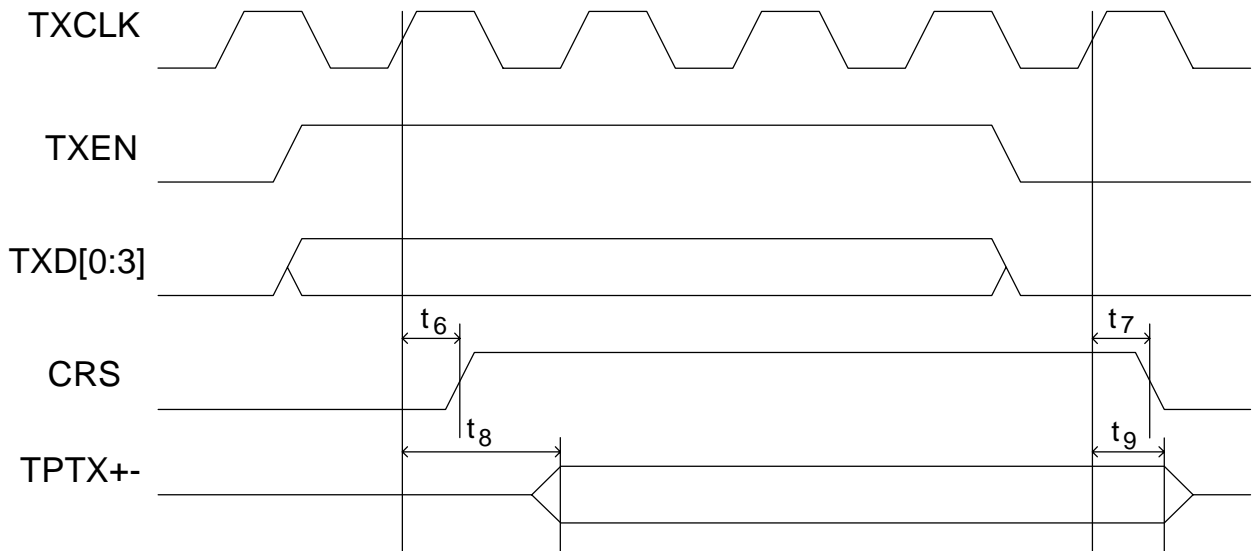 TXCLK
TXEN
TXD[0:3]
t6 t7
CRS
t8 t9
TPTX+-